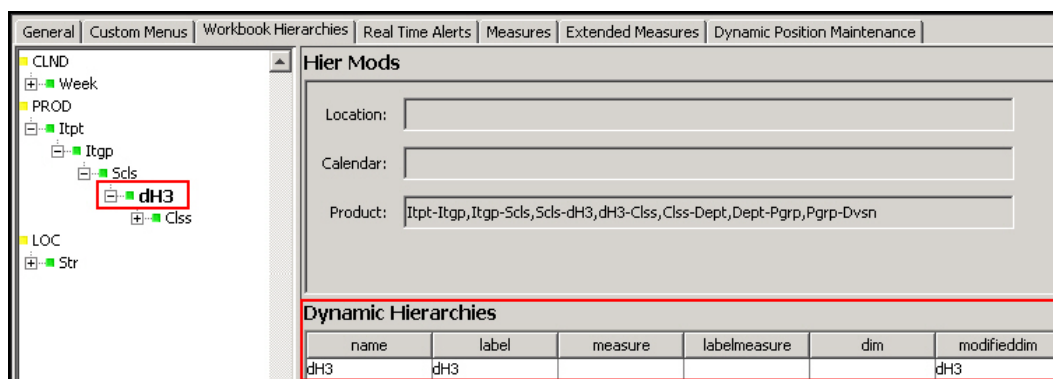 General Custom Menus Workbook Hierarchies Real Time Alerts Measures Extended Measures Dynamic Position Maintenance
CLND
Week
PROD
Itpt
Itgp
Scls
dH3
Clss
LOC
Str
Hier Mods
Location:
Calendar:
Product: Itpt-Itgp,Itgp-Scls,Scls-dH3,dH3-Clss,Clss-Dept,Dept-Pgrp,Pgrp-Dvsn
Dynamic Hierarchies
name label measure labelmeasure dim modifieddim
dH3 dH3 dH3